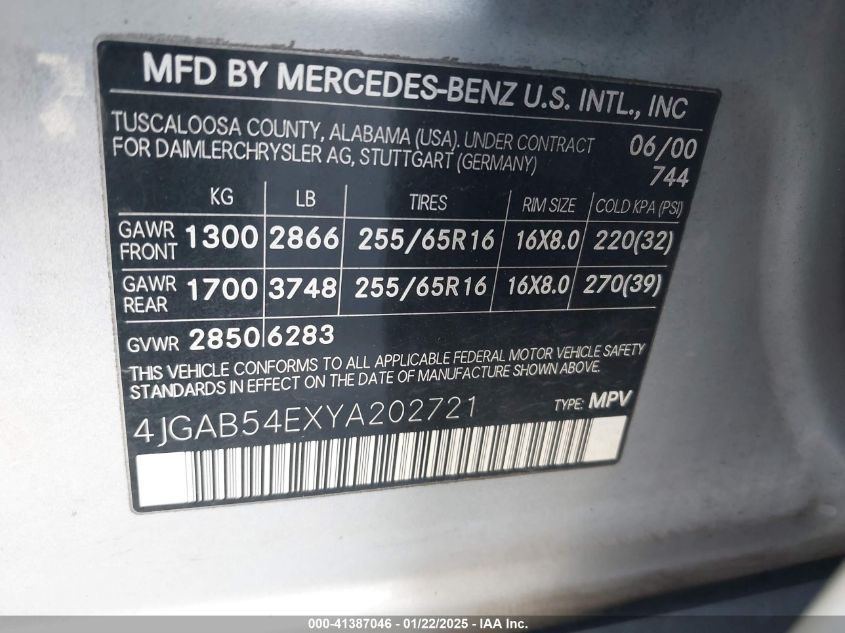 MFD BY MERCEDES-BENZ U.S. INTL., INC
TUSCALOOSA COUNTY, ALABAMA (USA). UNDER CONTRACT 06/00
FOR DAIMLERCHRYSLER AG, STUTTGART (GERMANY) 744
KG LB TIRES RIM SIZE COLD KPA (PSI)
GAWR FRONT 1300 2866 255/65R16 16X8.0 220(32)
GAWR REAR 1700 3748 255/65R16 16X8.0 270(39)
GVWR 2850 6283
THIS VEHICLE CONFORMS TO ALL APPLICABLE FEDERAL MOTOR VEHICLE SAFETY
STANDARDS IN EFFECT ON THE DATE OF MANUFACTURE SHOWN ABOVE.
4JGAB54EXYA202721 TYPE: MPV
000-41387046 - 01/22/2025 - IAAI.COM